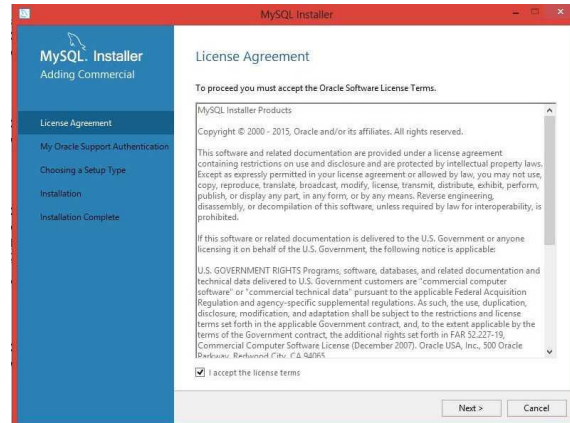 MySQL Installer
MySQL. Installer
Adding Commercial
License Agreement
My Oracle Support Authentication
Choosing a Setup Type
Installation
Installation Complete
License Agreement
To proceed you must accept the Oracle Software License Terms.
MySQL Installer Products
Copyright © 2000 - 2015, Oracle and/or its affiliates. All rights reserved.
This software and related documentation are provided under a license agreement
containing restrictions on use and disclosure and are protected by intellectual property laws.
Except as expressly permitted in your license agreement or allowed by law, you may not use,
copy, reproduce, translate, broadcast, modify, license, transmit, distribute, exhibit, perform,
publish, or display any part, in any form, or by any means. Reverse engineering,
disassembly, or decompilation of this software, unless required by law for interoperability, is
prohibited.
If this software or related documentation is delivered to the U.S. Government or anyone
licensing it on behalf of the U.S. Government, the following notice is applicable:
U.S. GOVERNMENT RIGHTS Programs, software, databases, and related documentation and
technical data delivered to U.S. Government customers are "commercial computer
software" or "commercial technical data" pursuant to the applicable Federal Acquisition
Regulation and agency-specific supplemental regulations. As such, the use, duplication,
disclosure, modification, and adaptation shall be subject to the restrictions and license
terms set forth in the applicable Government contract, and, to the extent applicable by the
terms of the Government contract, the additional rights set forth in FAR 52.227-19,
Commercial Computer Software License (December 2007). Oracle USA, Inc., 500 Oracle
Parkway, Redwood City, CA 94065
I accept the license terms
Next >
Cancel